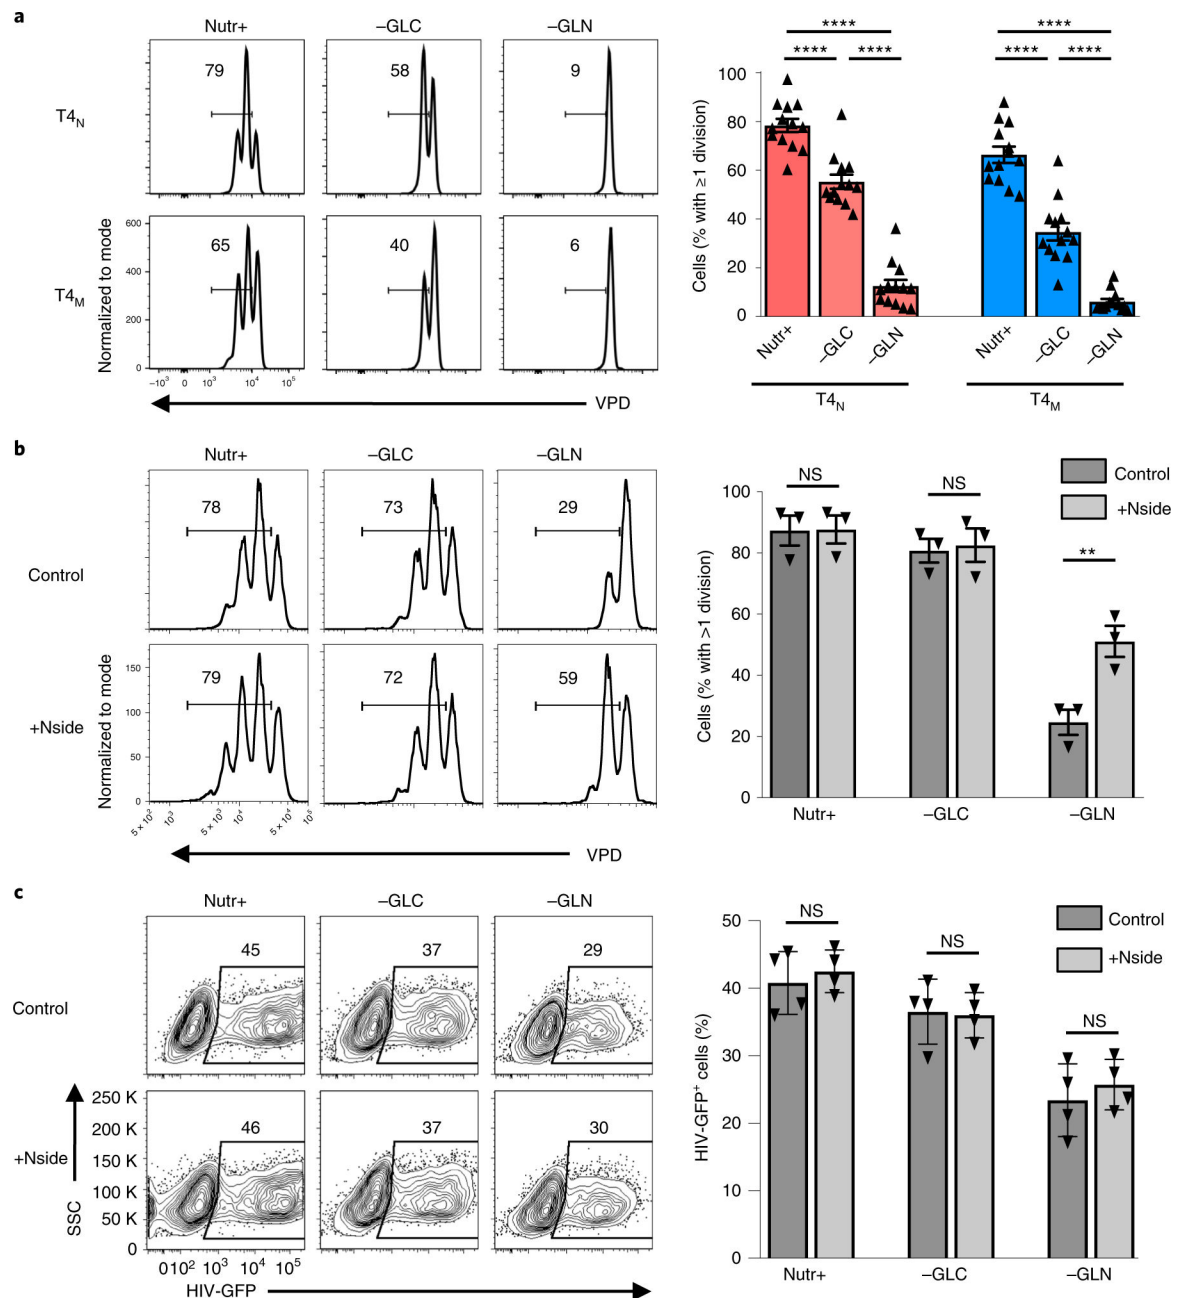 a
Nutr+ –GLC –GLN
T4N
79 58 9
T4M
65 40 6
Normalized to mode
600
400
200
0
–10³ 0 10³ 10⁴ 10⁵
VPD
**** ****
**** **** **** ****
Cells (% with ≥1 division)
100
80
60
40
20
0
Nutr+ –GLC –GLN Nutr+ –GLC –GLN
T4N T4M
b
Nutr+ –GLC –GLN
Control
78 73 29
+Nside
79 72 59
Normalized to mode
150
100
50
0
5 × 10² 10³ 5 × 10³ 10⁴ 5 × 10⁴ 10⁵
VPD
Control
+Nside
NS NS **
Cells (% with >1 division)
100
80
60
40
20
0
Nutr+ –GLC –GLN
c
Nutr+ –GLC –GLN
Control
45 37 29
+Nside
46 37 30
SSC
250 K
200 K
150 K
100 K
50 K
0
0 10² 10³ 10⁴ 10⁵
HIV-GFP
Control
+Nside
NS NS NS
HIV-GFP⁺ cells (%)
50
40
30
20
10
0
Nutr+ –GLC –GLN